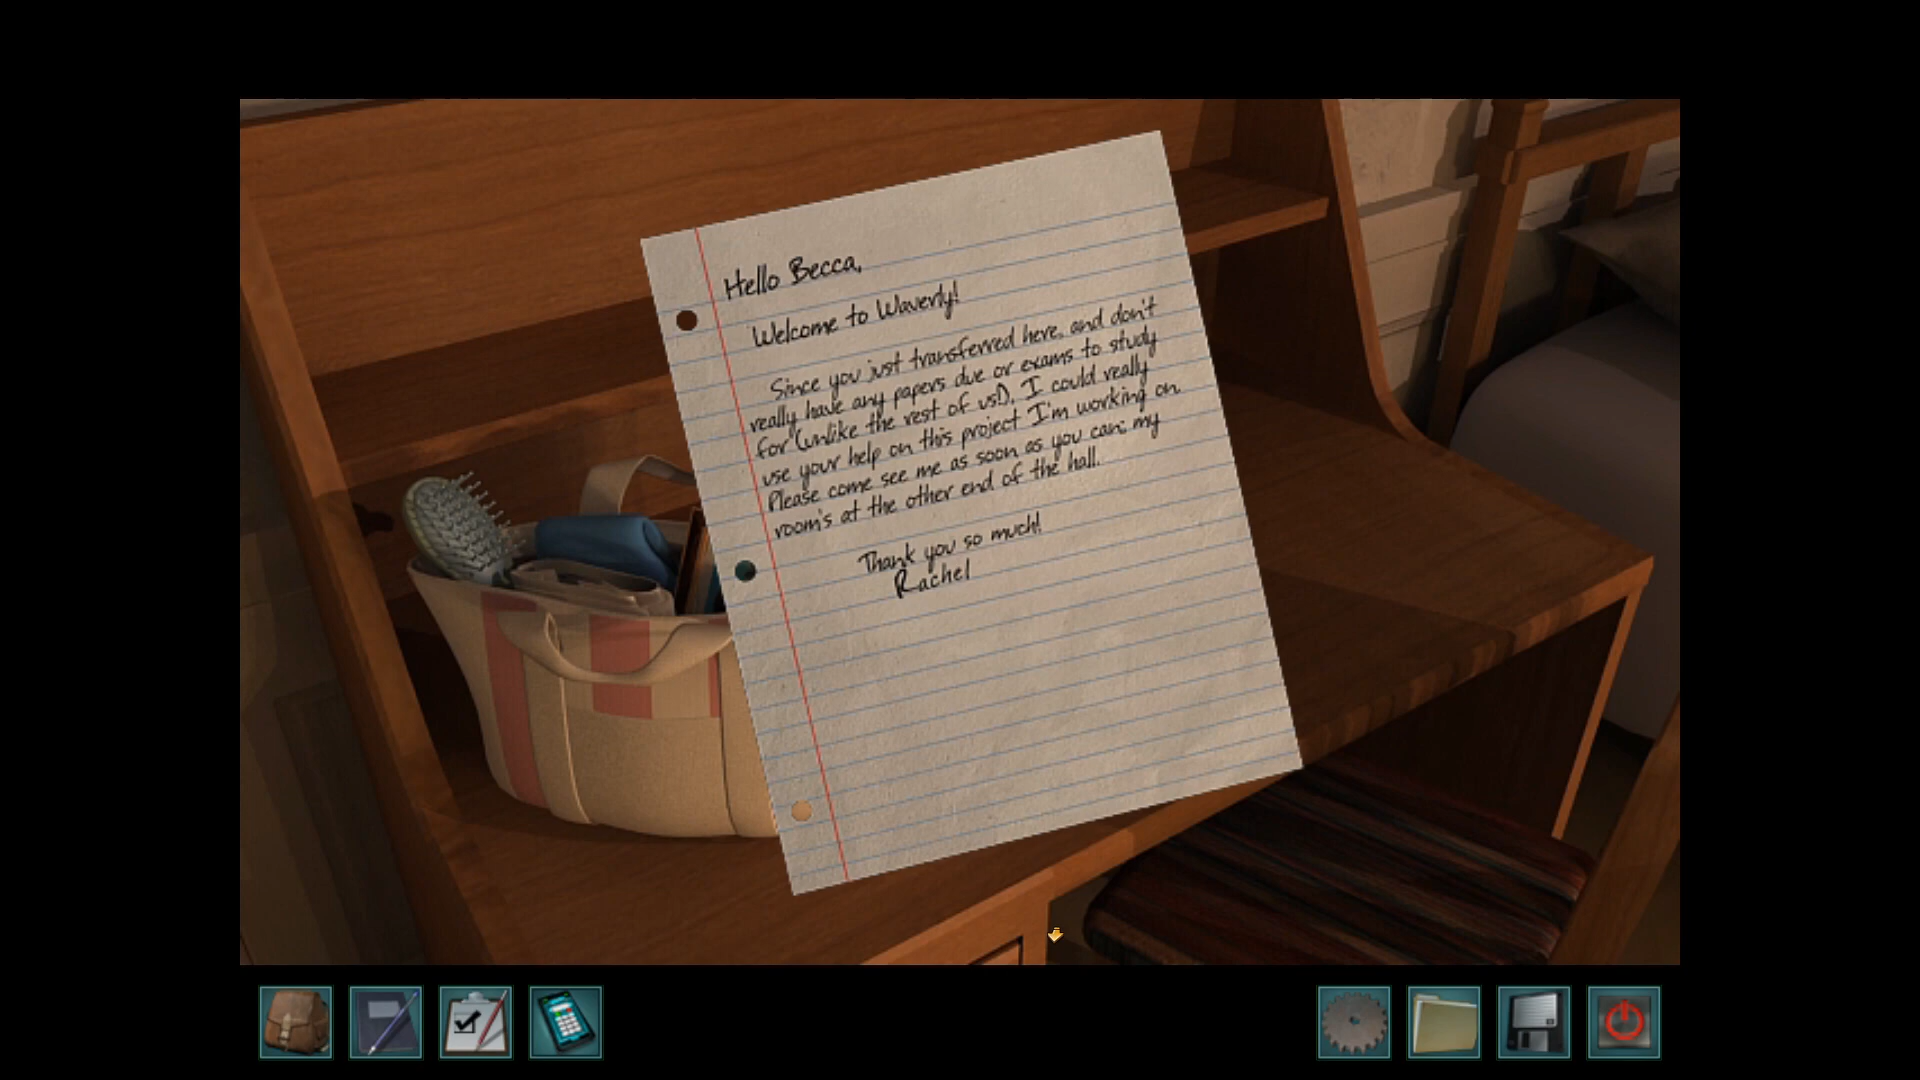 Hello Becca,
Welcome to Waverly!
Since you just transferred here, and don't
really have any papers due or exams to study
for (unlike the rest of us!), I could really
use your help on this project I'm working on.
Please come see me as soon as you can; my
room's at the other end of the hall.
Thank you so much!
Rachel